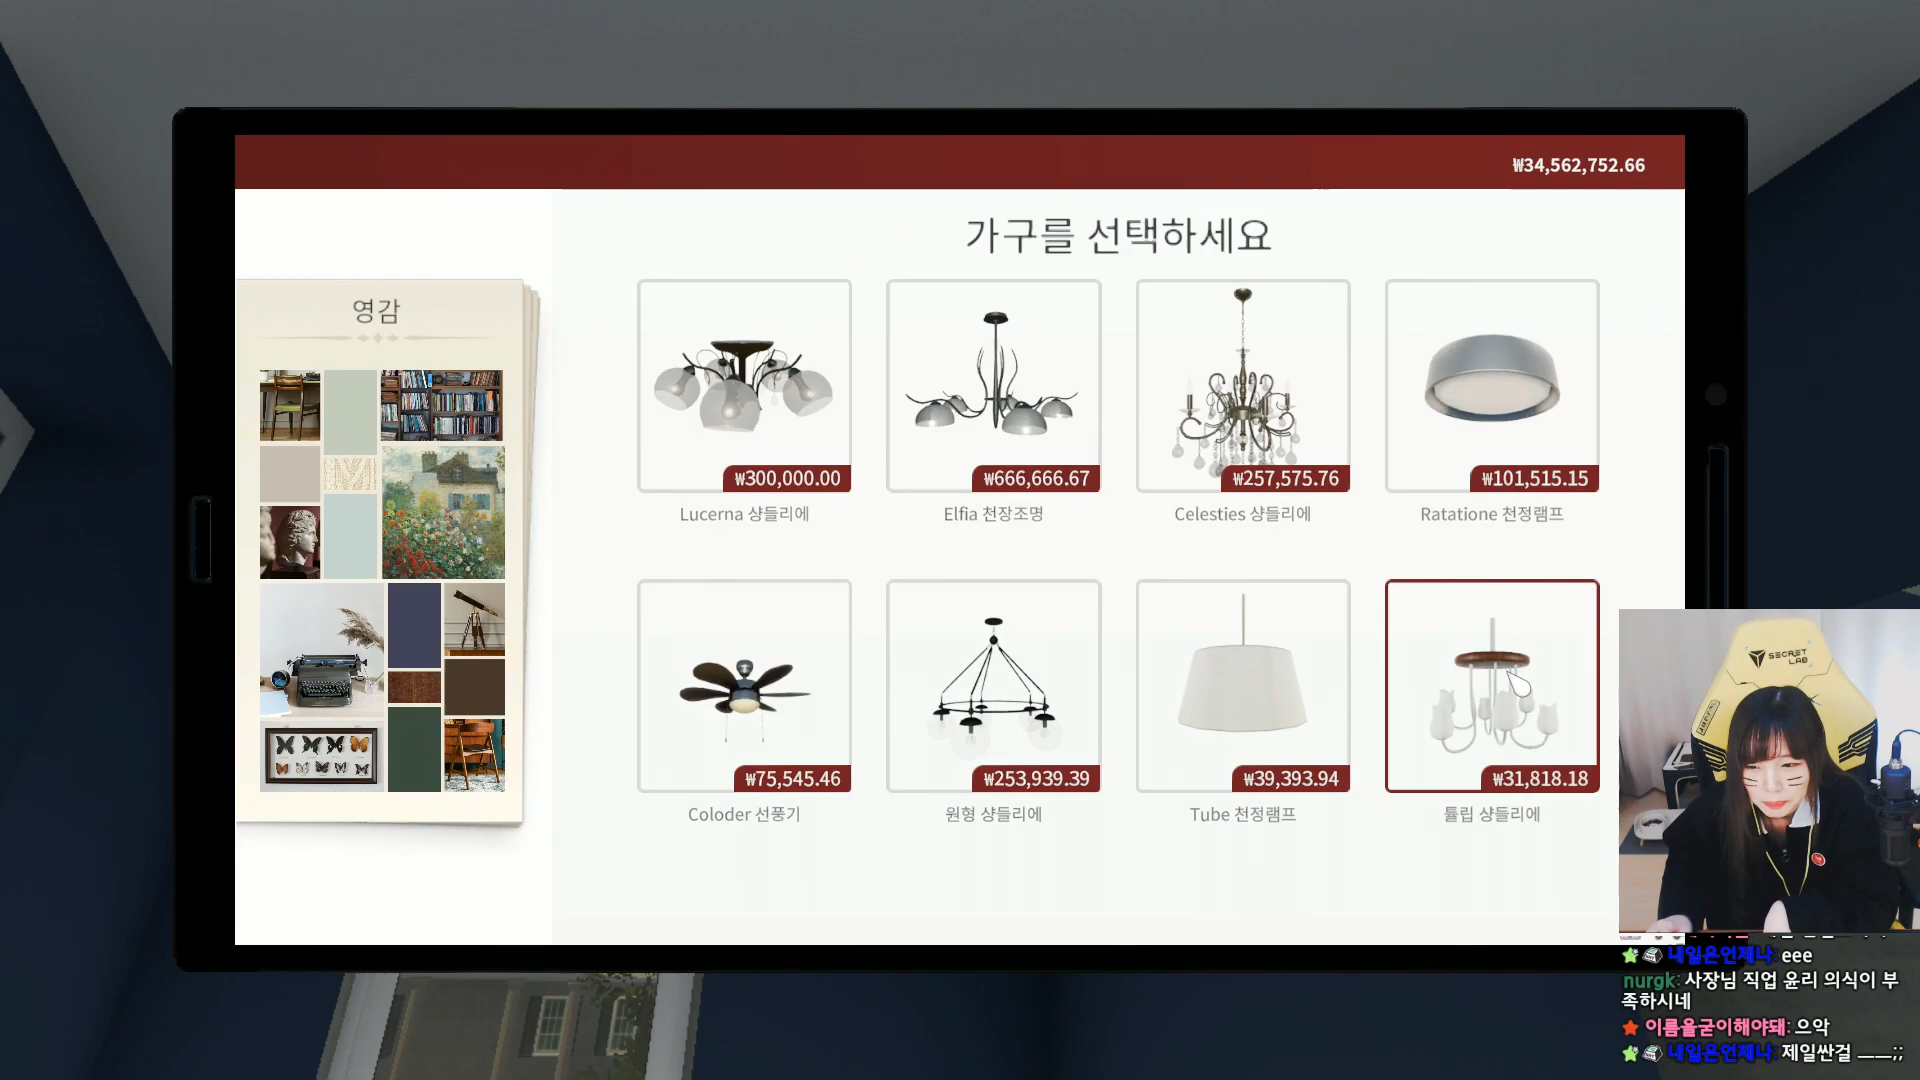 ₩34,562,752.66
가구를 선택하세요
영감
₩300,000.00
₩666,666.67
₩257,575.76
₩101,515.15
Lucerna 샹들리에
Elfia 천장조명
Celesties 샹들리에
Ratatione 천정램프
₩75,545.46
₩253,939.39
₩39,393.94
₩31,818.18
Coloder 선풍기
원형 샹들리에
Tube 천정램프
튤립 샹들리에
SECRET
LAB
내일은언제나: eee
nurgk: 사장님 직업 윤리 의식이 부
족하시네
이름을굳이해야돼: 으악
내일은언제나: 제일싼걸 ㅡㅡ;;